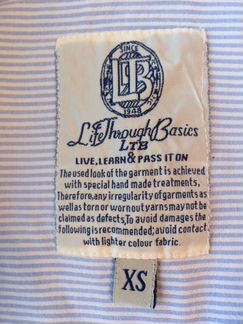 SINCE
LTB
1948
Life Through Basics
LTB
LIVE, LEARN & PASS IT ON
The used look of the garment is achieved
with special hand made treatments.
Therefore, any irregularity of garments as
well as torn or worn out yarns may not be
claimed as defects, To avoid damages the
following is recommended; avoid contact
with lighter colour fabric.
XS